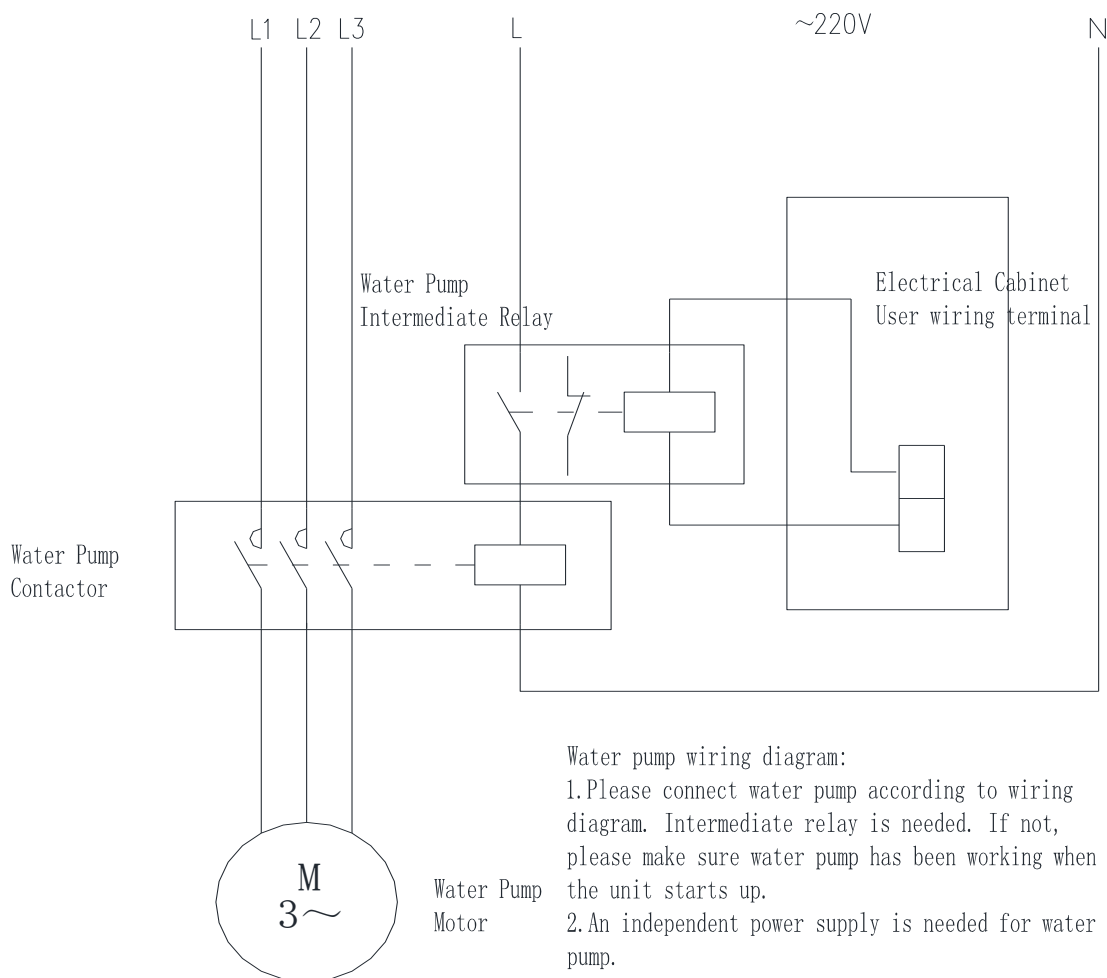 L1 L2 L3 L ~220V N
Water Pump
Intermediate Relay
Electrical Cabinet
User wiring terminal
Water Pump
Contactor
Water pump wiring diagram:
1.Please connect water pump according to wiring
diagram. Intermediate relay is needed. If not,
please make sure water pump has been working when
the unit starts up.
2.An independent power supply is needed for water
pump.
M
3~
Water Pump
Motor